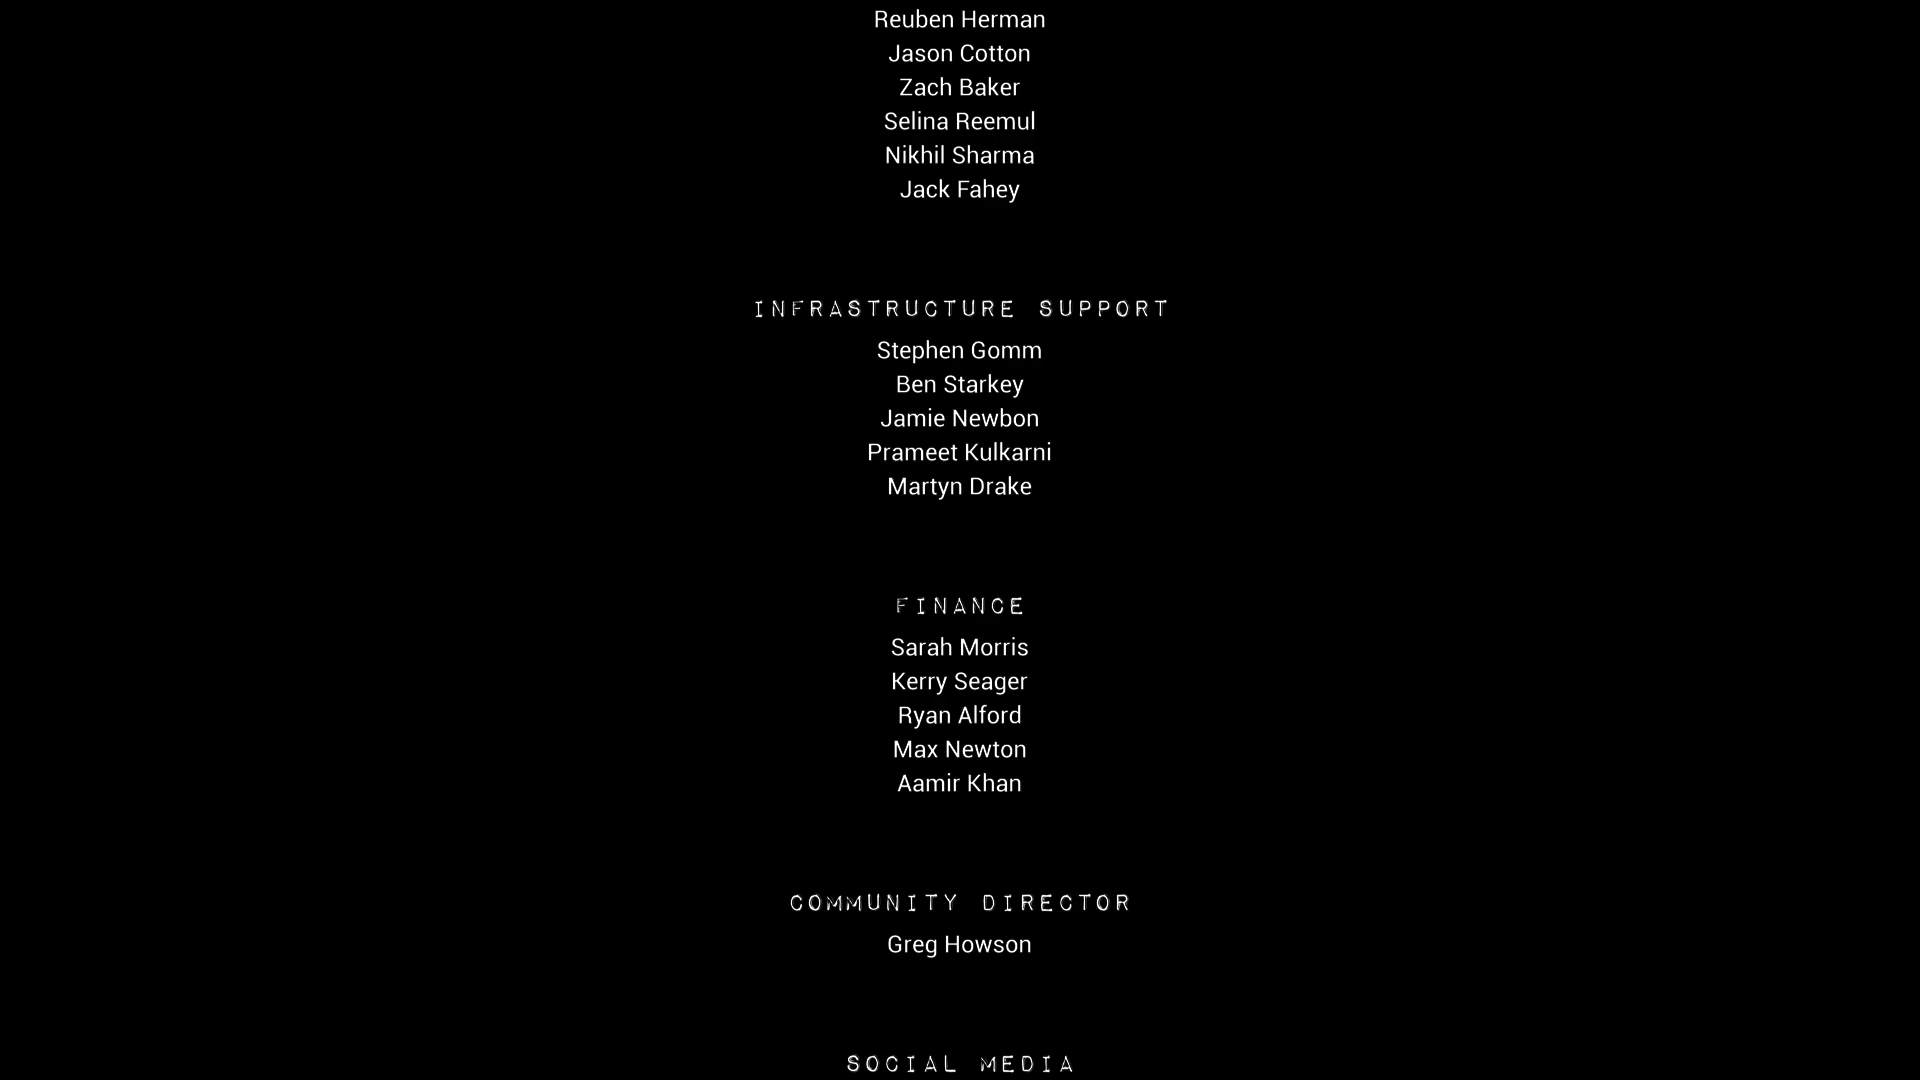 Reuben Herman
Jason Cotton
Zach Baker
Selina Reemul
Nikhil Sharma
Jack Fahey
INFRASTRUCTURE SUPPORT
Stephen Gomm
Ben Starkey
Jamie Newbon
Prameet Kulkarni
Martyn Drake
FINANCE
Sarah Morris
Kerry Seager
Ryan Alford
Max Newton
Aamir Khan
COMMUNITY DIRECTOR
Greg Howson
SOCIAL MEDIA